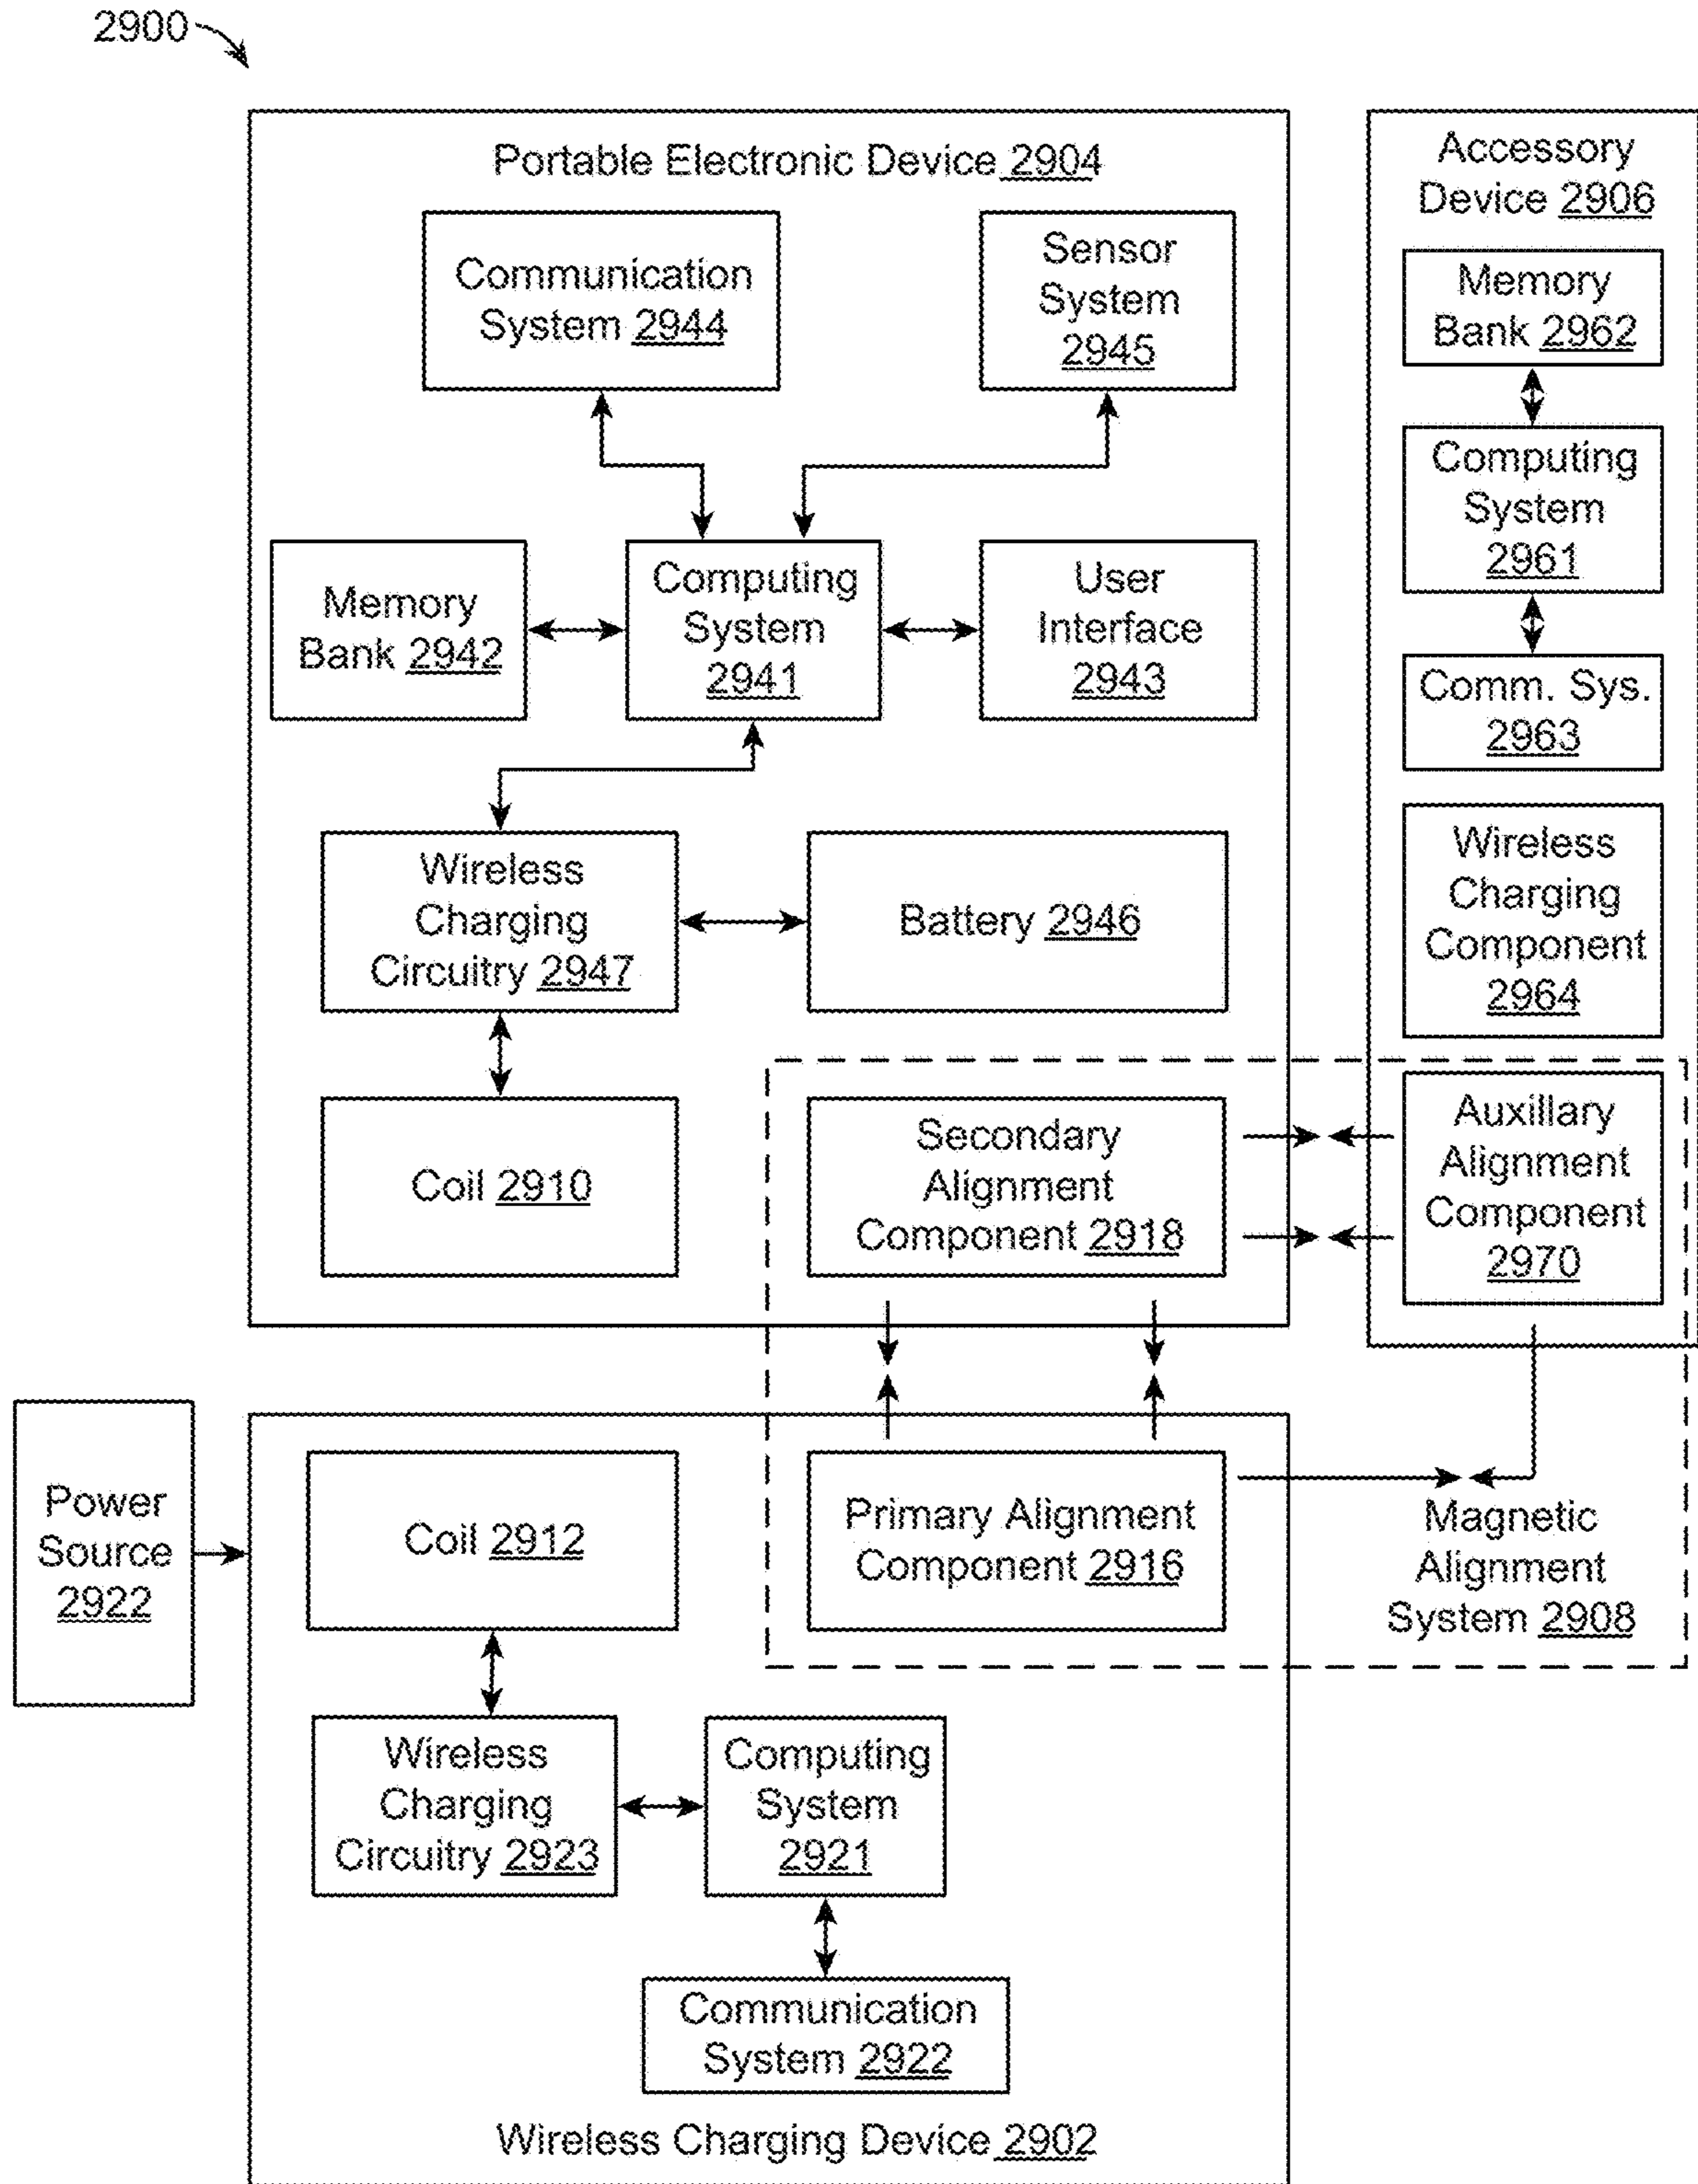 2900
Portable Electronic Device 2904
Communication
System 2944
Sensor
System
2945
Memory
Bank 2942
Computing
System
2941
User
Interface
2943
Wireless
Charging
Circuitry 2947
Battery 2946
Coil 2910
Secondary
Alignment
Component 2918
Accessory
Device 2906
Memory
Bank 2962
Computing
System
2961
Comm. Sys.
2963
Wireless
Charging
Component
2964
Auxillary
Alignment
Component
2970
Power
Source
2922
Coil 2912
Primary Alignment
Component 2916
Magnetic
Alignment
System 2908
Wireless
Charging
Circuitry 2923
Computing
System
2921
Communication
System 2922
Wireless Charging Device 2902